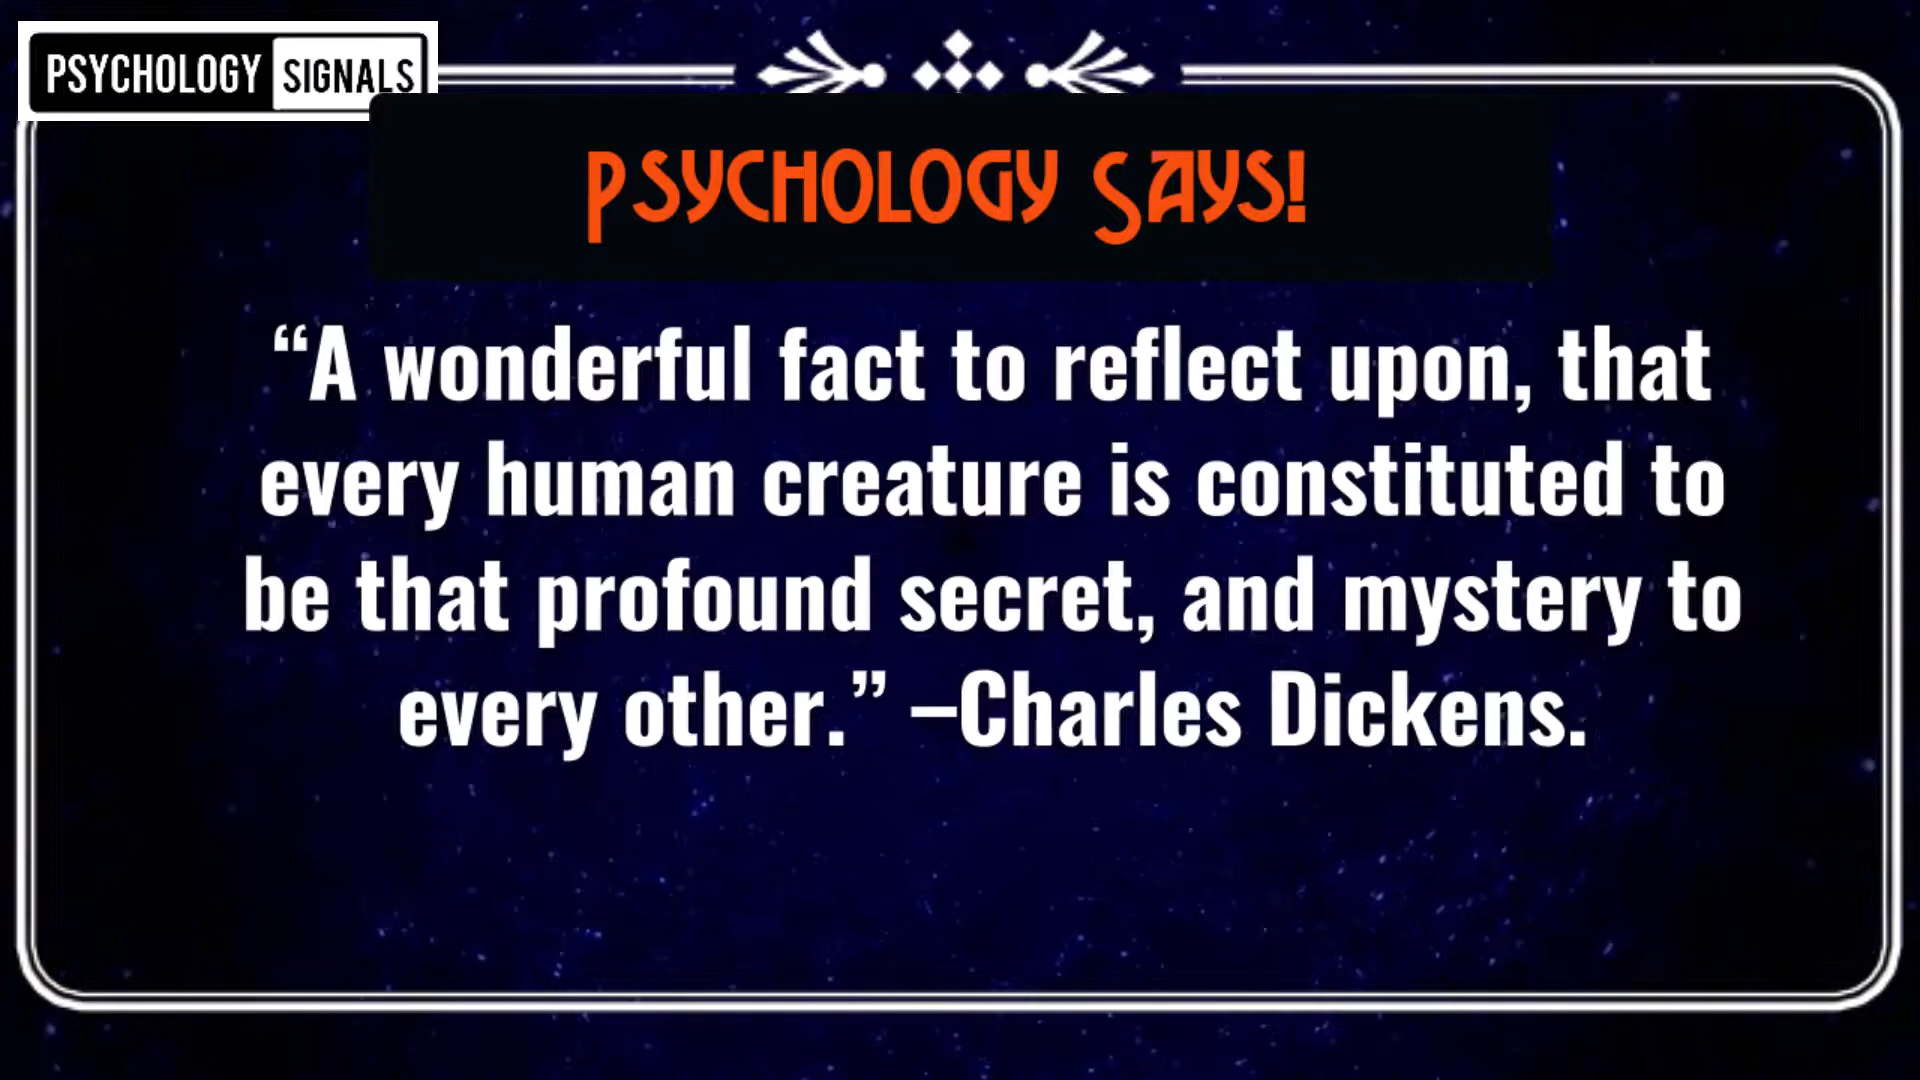 PSYCHOLOGY SIGNALS
PSYCHOLOGY SAYS!
“A wonderful fact to reflect upon, that
every human creature is constituted to
be that profound secret, and mystery to
every other.” –Charles Dickens.